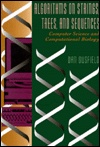 ALGORITHMS ON STRINGS,
TREES, AND SEQUENCES
Computer Science and
Computational Biology
DAN GUSFIELD